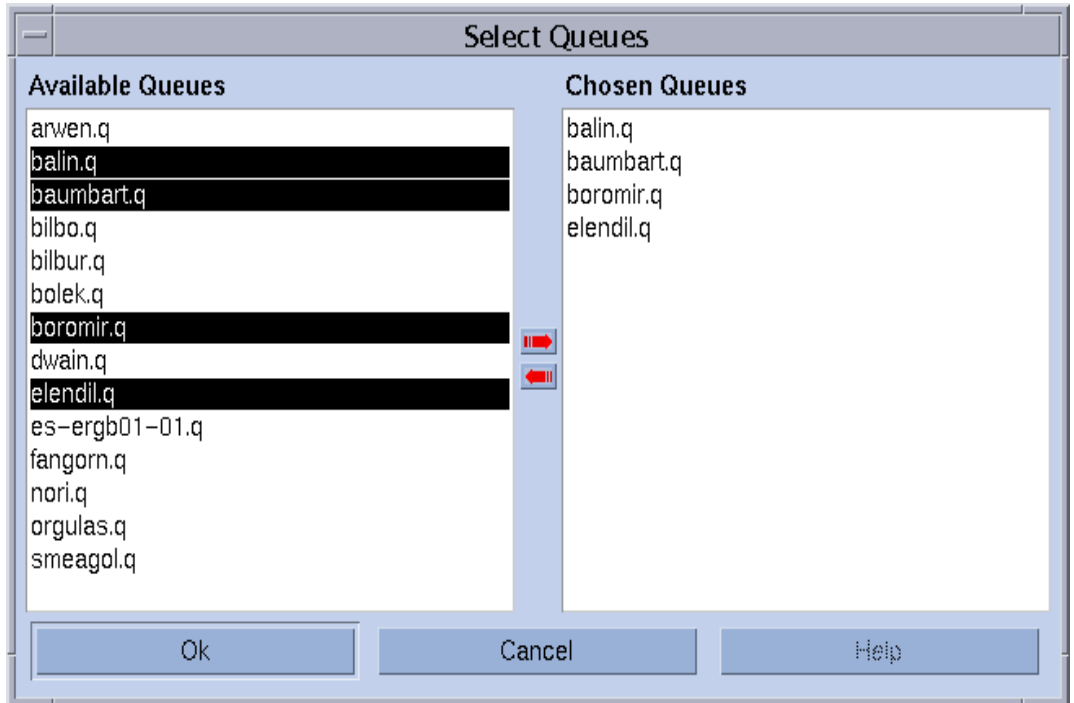 Select Queues
Available Queues
Chosen Queues
arwen.q
balin.q
baumbart.q
bilbo.q
bilbur.q
bolek.q
boromir.q
dwain.q
elendil.q
es-ergb01-01.q
fangorn.q
nori.q
orgulas.q
smeagol.q
balin.q
baumbart.q
boromir.q
elendil.q
Ok
Cancel
Help